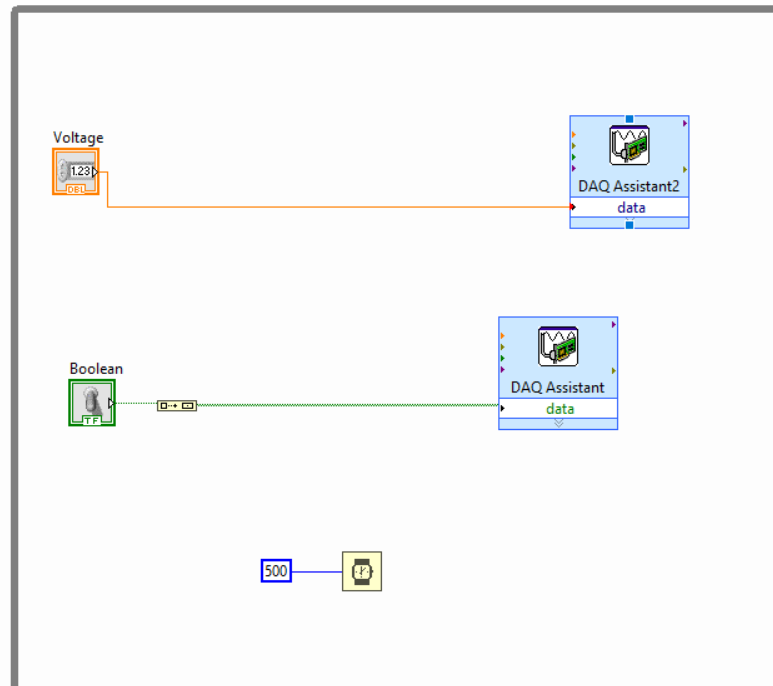 Voltage
1.23
DBL
DAQ Assistant2
data
Boolean
TF
DAQ Assistant
data
500